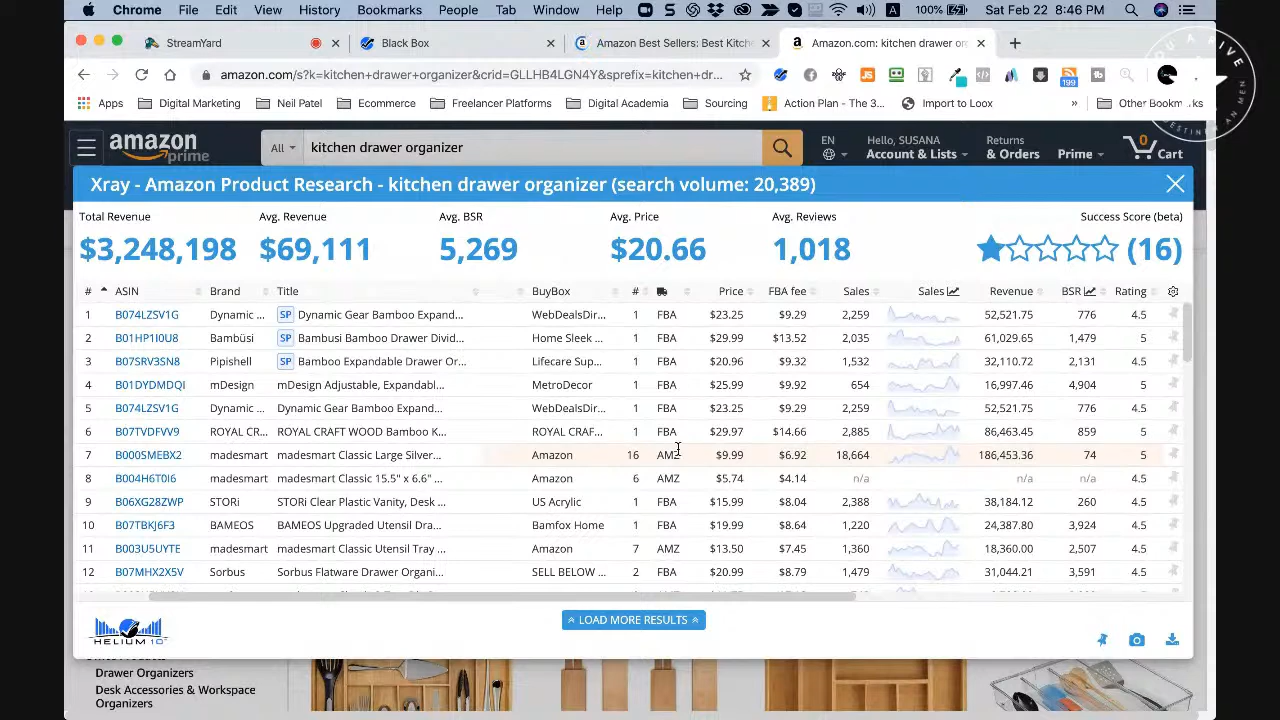 Chrome File Edit View History Bookmarks People Tab Window Help 100% Sat Feb 22 8:46 PM
StreamYard Black Box Amazon Best Sellers: Best Kitch Amazon.com: kitchen drawer or
amazon.com/s?k=kitchen+drawer+organizer&crid=GLLHB4LGN4Y&sprefix=kitchen+dr... 199
Apps Digital Marketing Neil Patel Ecommerce Freelancer Platforms Digital Academia Sourcing Action Plan - The 3... Import to Loox » Other Bookm ks
amazon prime All kitchen drawer organizer EN Hello, SUSANA Account & Lists Returns & Orders Prime 0 Cart
Xray - Amazon Product Research - kitchen drawer organizer (search volume: 20,389)
Total Revenue Avg. Revenue Avg. BSR Avg. Price Avg. Reviews Success Score (beta)
$3,248,198 $69,111 5,269 $20.66 1,018 (16)
# ASIN Brand Title BuyBox # Price FBA fee Sales Sales Revenue BSR Rating
1 B074LZSV1G Dynamic ... SP Dynamic Gear Bamboo Expand... WebDealsDir... 1 FBA $23.25 $9.29 2,259 52,521.75 776 4.5
2 B01HP1I0U8 Bambüsi SP Bambusi Bamboo Drawer Divid... Home Sleek ... 1 FBA $29.99 $13.52 2,035 61,029.65 1,479 5
3 B07SRV3SN8 Pipishell SP Bamboo Expandable Drawer Or... Lifecare Sup... 1 FBA $20.96 $9.32 1,532 32,110.72 2,131 4.5
4 B01DYDMDQI mDesign mDesign Adjustable, Expandabl... MetroDecor 1 FBA $25.99 $9.92 654 16,997.46 4,904 4.5
5 B074LZSV1G Dynamic ... Dynamic Gear Bamboo Expand... WebDealsDir... 1 FBA $23.25 $9.29 2,259 52,521.75 776 4.5
6 B07TVDFVV9 ROYAL CR... ROYAL CRAFT WOOD Bamboo K... ROYAL CRAF... 1 FBA $29.97 $14.66 2,885 86,463.45 859 5
7 B000SMEBX2 madesmart madesmart Classic Large Silver... Amazon 16 AMZ $9.99 $6.92 18,664 186,453.36 74 5
8 B004H6T0I6 madesmart madesmart Classic 15.5" x 6.6" ... Amazon 6 AMZ $5.74 $4.14 n/a n/a n/a 4.5
9 B06XG28ZWP STORi STORi Clear Plastic Vanity, Desk ... US Acrylic 1 FBA $15.99 $8.04 2,388 38,184.12 260 4.5
10 B07TBKJ6F3 BAMEOS BAMEOS Upgraded Utensil Dra... Bamfox Home 1 FBA $19.99 $8.64 1,220 24,387.80 3,924 4.5
11 B003U5UYTE madesmart madesmart Classic Utensil Tray ... Amazon 7 AMZ $13.50 $7.45 1,360 18,360.00 2,507 4.5
12 B07MHX2X5V Sorbus Sorbus Flatware Drawer Organi... SELL BELOW ... 2 FBA $20.99 $8.79 1,479 31,044.21 3,591 4.5
LOAD MORE RESULTS
HELIUM 10
Drawer Organizers
Desk Accessories & Workspace
Organizers